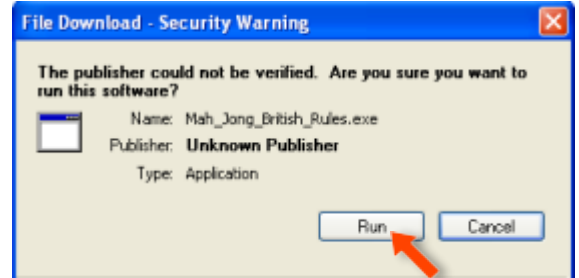 File Download - Security Warning
The publisher could not be verified. Are you sure you want to
run this software?
Name: Mah_Jong_British_Rules.exe
Publisher: Unknown Publisher
Type: Application
Run Cancel